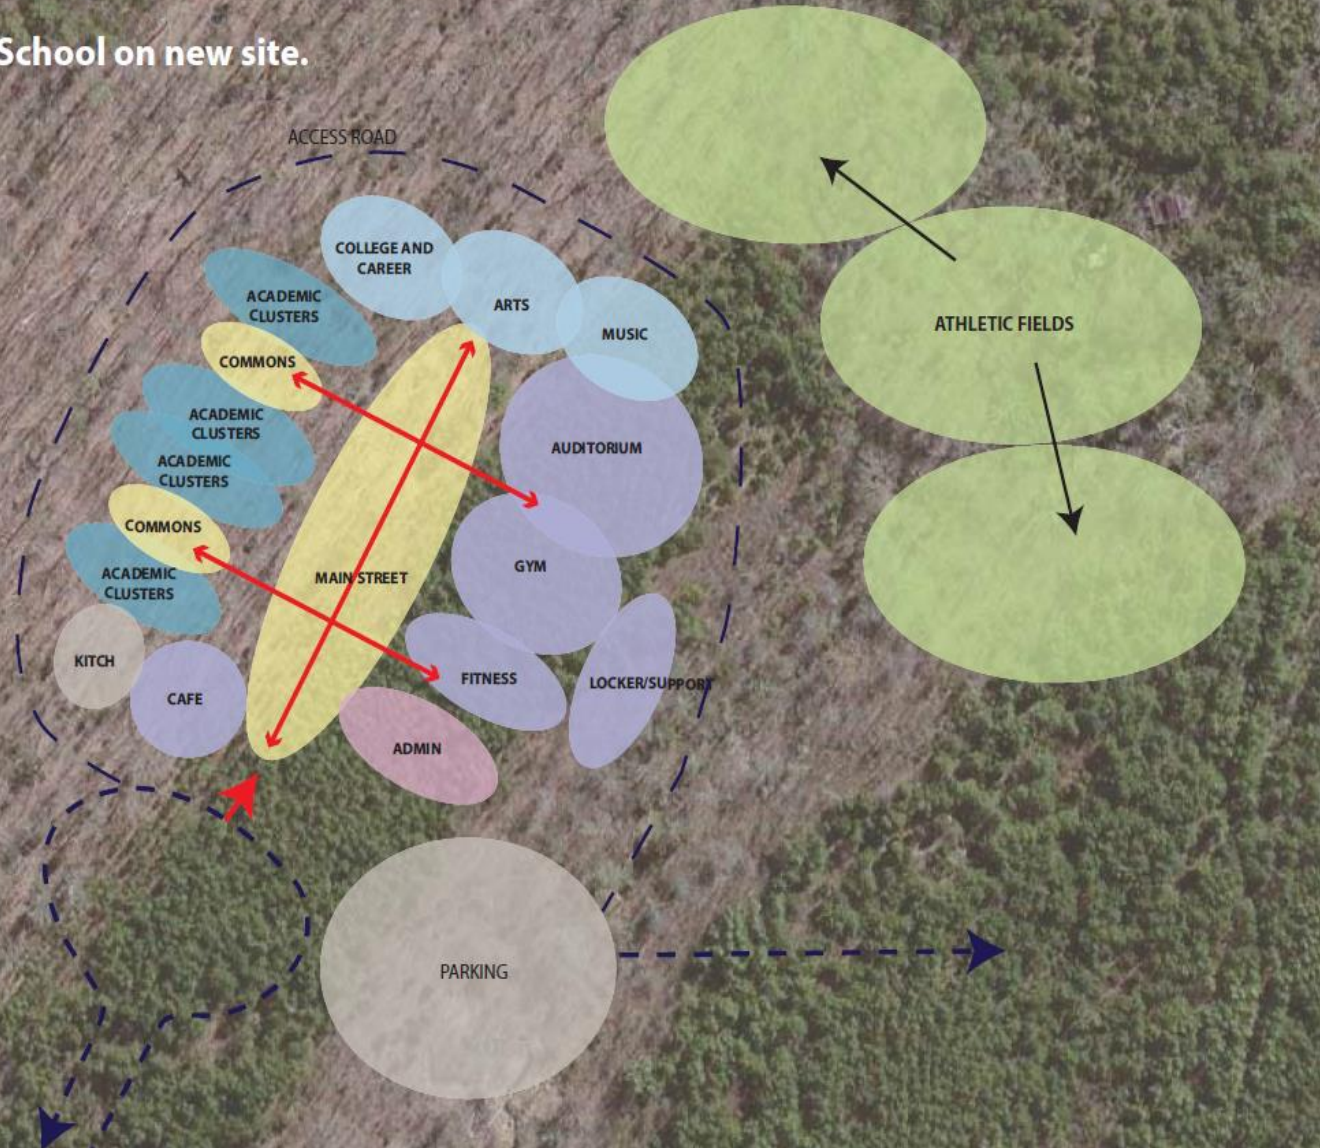 School on new site.
ACCESS ROAD
COLLEGE AND
CAREER
ACADEMIC
CLUSTERS
ARTS
MUSIC
COMMONS
ATHLETIC FIELDS
ACADEMIC
CLUSTERS
AUDITORIUM
ACADEMIC
CLUSTERS
COMMONS
GYM
MAIN STREET
ACADEMIC
CLUSTERS
KITCH
FITNESS
LOCKER/SUPPORT
CAFE
ADMIN
PARKING